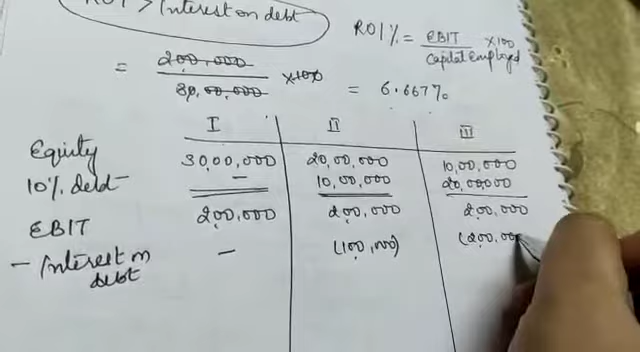 ROI > Interest on debt
ROI% = EBIT / Capital employed ×100
= 200,000 / 30,00,000 ×100 = 6.667%
I II III
Equity 30,00,000 20,00,000 10,00,000
10% debt – 10,00,000 20,00,000
EBIT 200,000 200,000 200,000
– Interest on debt – (100,000) (200,00